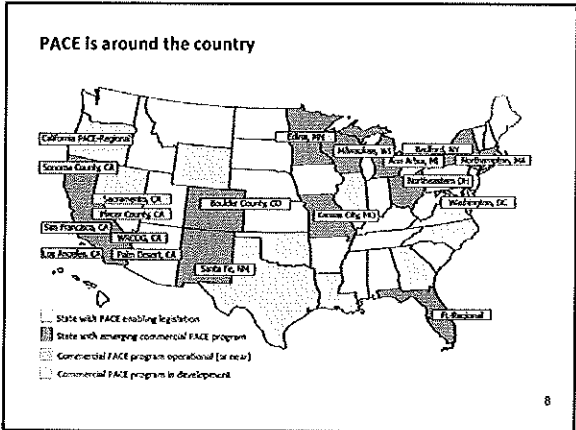 PACE is around the country
California PACE-Regional
Sonoma County, CA
Sacramento, CA
Placer County, CA
San Francisco, CA
WRCOG, CA
Los Angeles, CA
Palm Desert, CA
Boulder County, CO
Santa Fe, NM
Edina, MN
Milwaukee, WI
Kansas City, MO
Bedford, NY
Ann Arbor, MI
Northampton, MA
Northeastern OH
Washington, DC
FL-Regional
State with PACE enabling legislation
State with emerging commercial PACE program
Commercial PACE program operational (or near)
Commercial PACE program in development
8